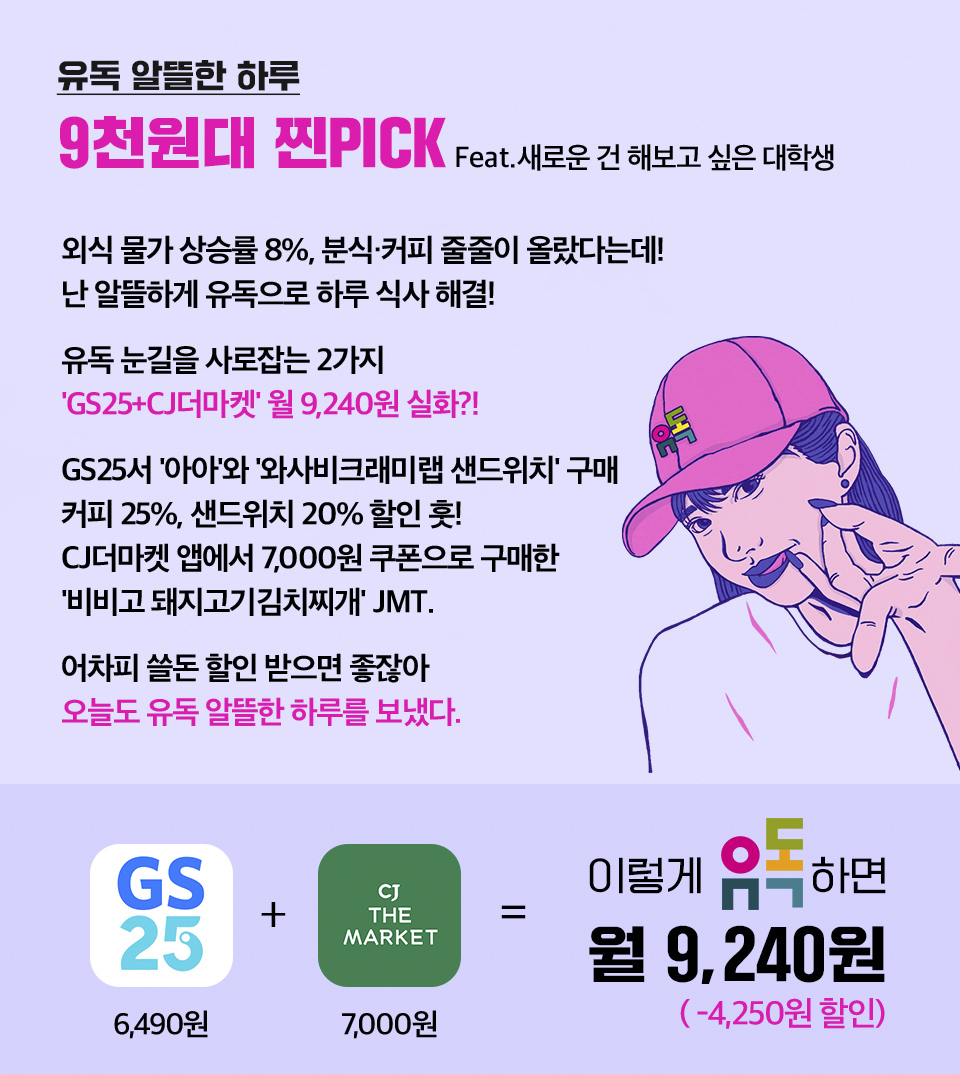 유독 알뜰한 하루
9천원대 찐PICK Feat.새로운 건 해보고 싶은 대학생
외식 물가 상승률 8%, 분식·커피 줄줄이 올랐다는데!
난 알뜰하게 유독으로 하루 식사 해결!
유독 눈길을 사로잡는 2가지
'GS25+CJ더마켓' 월 9,240원 실화?!
GS25서 '아아'와 '와사비크래미랩 샌드위치' 구매
커피 25%, 샌드위치 20% 할인 훗!
CJ더마켓 앱에서 7,000원 쿠폰으로 구매한
'비비고 돼지고기김치찌개' JMT.
어차피 쓸돈 할인 받으면 좋잖아
오늘도 유독 알뜰한 하루를 보냈다.
유독
GS
25
+
CJ
THE
MARKET
=
이렇게 유독하면
월 9,240원
( -4,250원 할인)
6,490원
7,000원